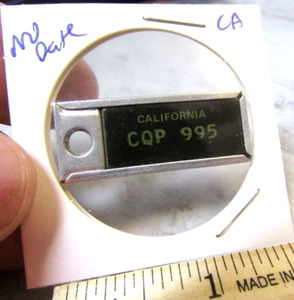 No
Date
CA
CALIFORNIA
CQP 995
1
MADE IN